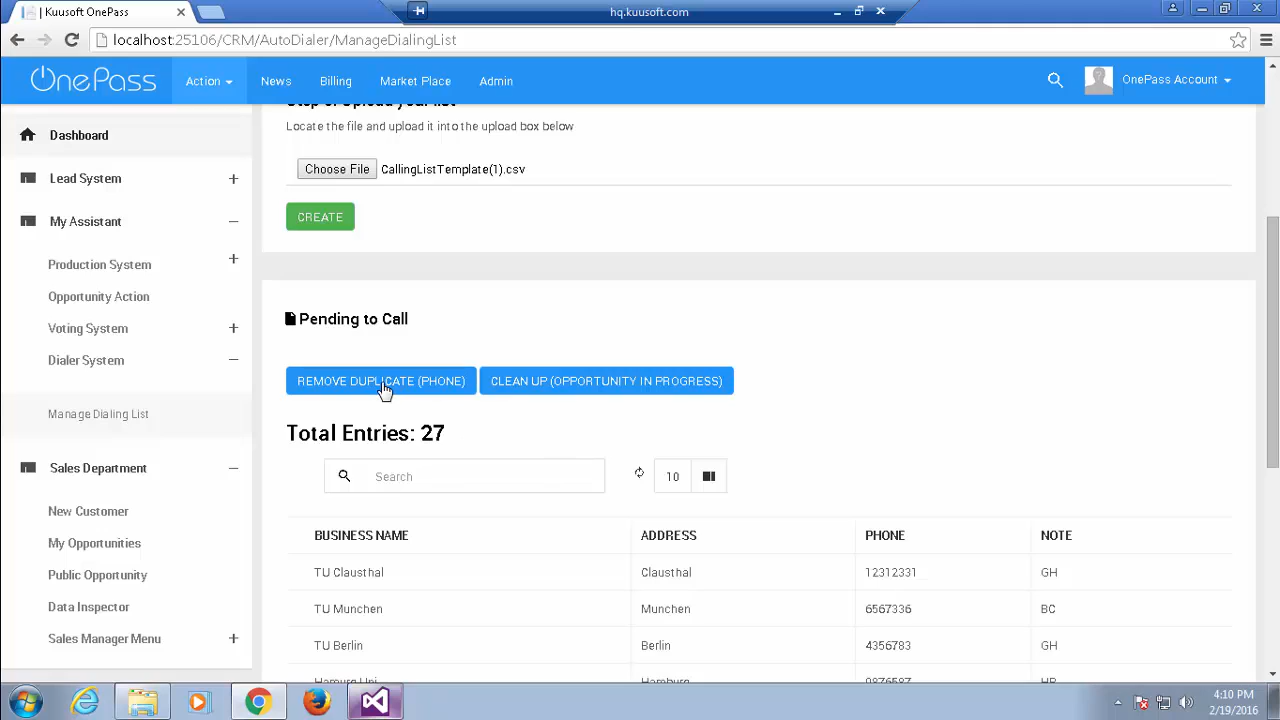 | Kuusoft OnePass
hq.kuusoft.com
localhost:25106/CRM/AutoDialer/ManageDialingList
OnePass
Action
News
Billing
Market Place
Admin
OnePass Account
Dashboard
Lead System
My Assistant
Production System
Opportunity Action
Voting System
Dialer System
Manage Dialing List
Sales Department
New Customer
My Opportunities
Public Opportunity
Data Inspector
Sales Manager Menu
Locate the file and upload it into the upload box below
Choose File CallingListTemplate(1).csv
CREATE
Pending to Call
REMOVE DUPLICATE (PHONE)
CLEAN UP (OPPORTUNITY IN PROGRESS)
Total Entries: 27
Search
10
BUSINESS NAME ADDRESS PHONE NOTE
TU Clausthal Clausthal 12312331 GH
TU Munchen Munchen 6567336 BC
TU Berlin Berlin 4356783 GH
4:10 PM
2/19/2016